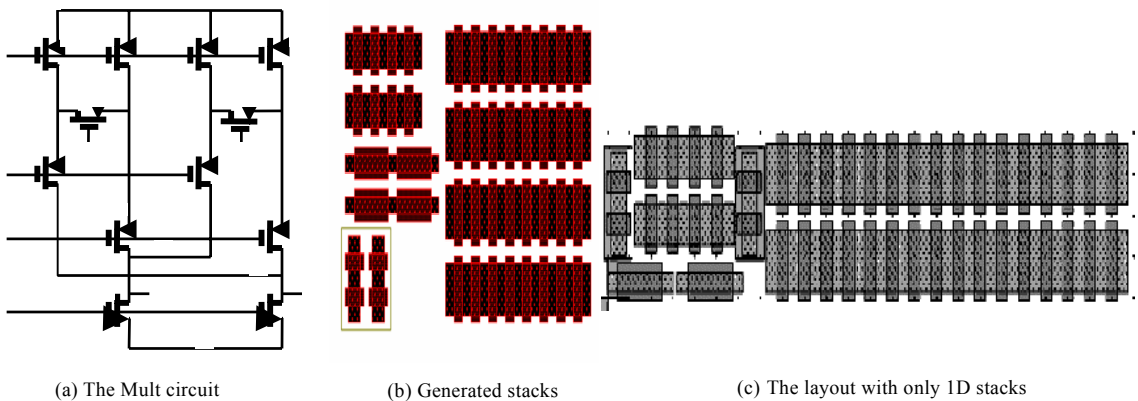 (a) The Mult circuit
(b) Generated stacks
(c) The layout with only 1D stacks